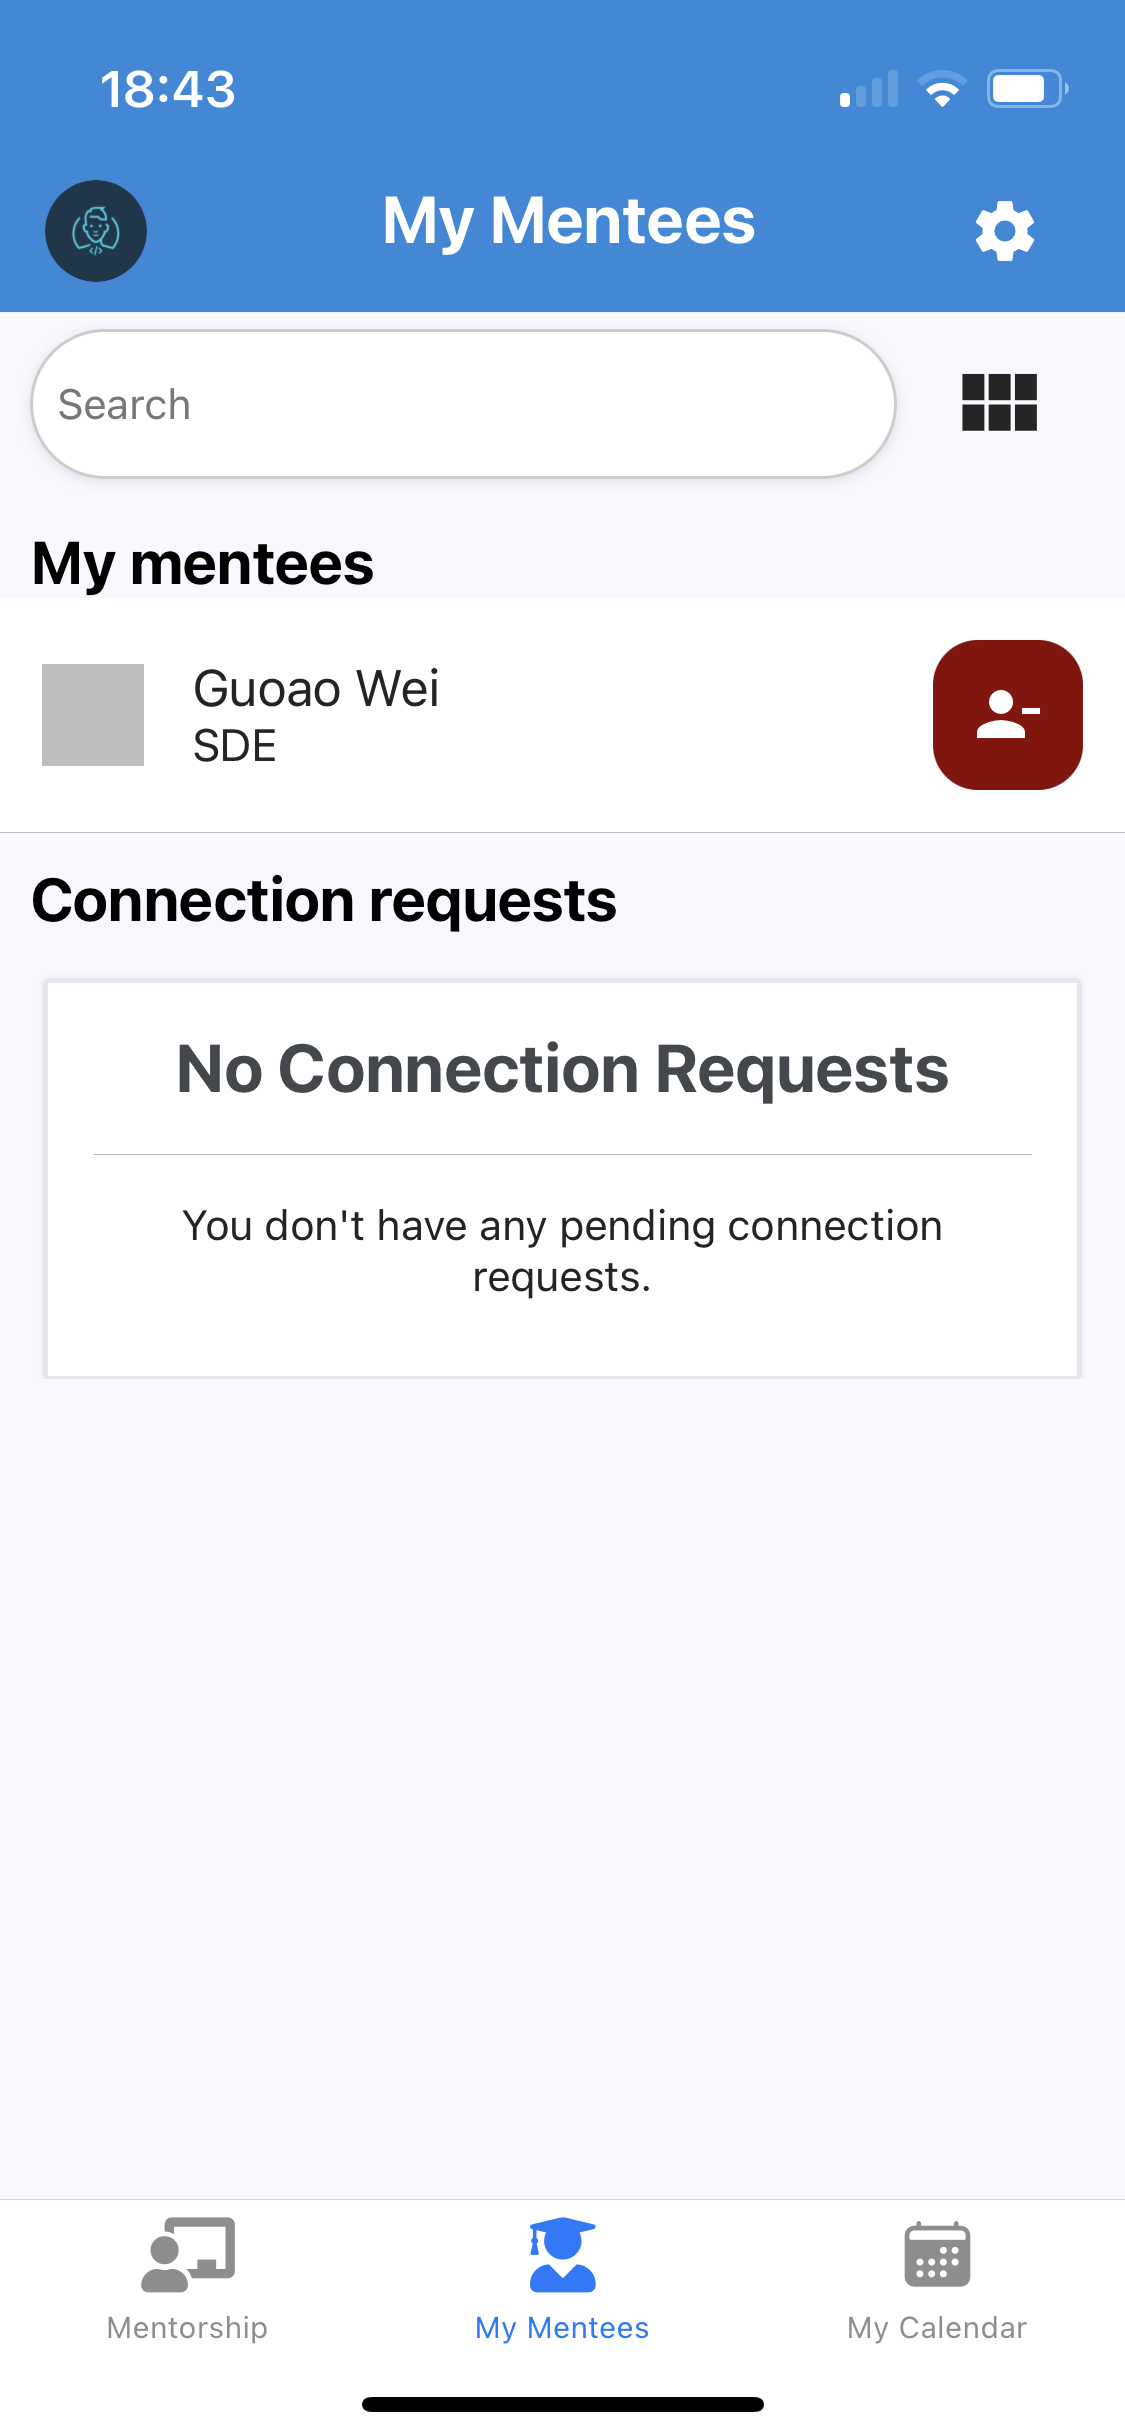 18:43
My Mentees
Search
My mentees
Guoao Wei
SDE
Connection requests
No Connection Requests
You don't have any pending connection
requests.
Mentorship
My Mentees
My Calendar